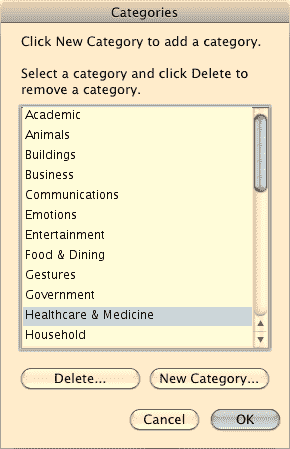 Categories
Click New Category to add a category.
Select a category and click Delete to
remove a category.
Academic
Animals
Buildings
Business
Communications
Emotions
Entertainment
Food & Dining
Gestures
Government
Healthcare & Medicine
Household
Delete...
New Category...
Cancel
OK